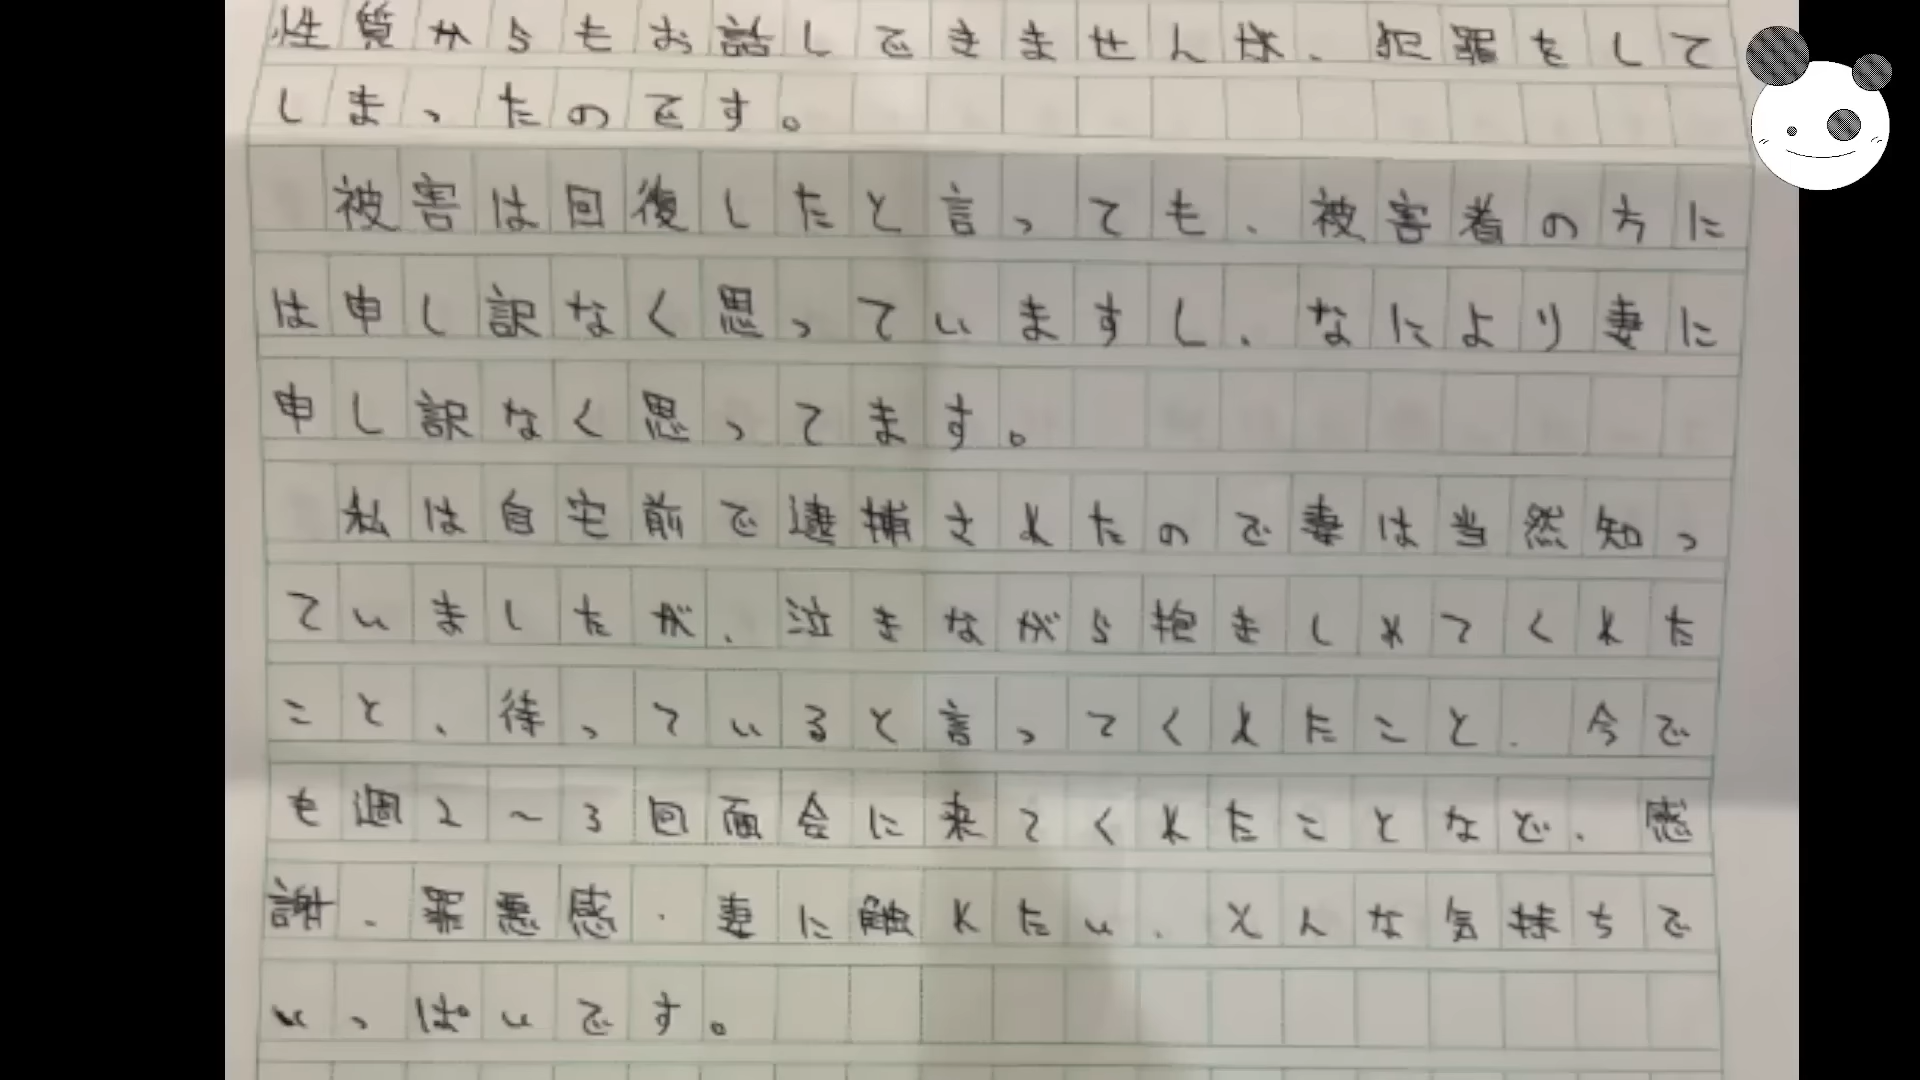 性質からもお話しできませんが、犯罪をして
しまったのです。
被害は回復したと言っても、被害者の方に
は申し訳なく思っていますし、なにより妻に
申し訳なく思ってます。
私は自宅前で逮捕されたので妻は当然知っ
ていましたが、泣きながら抱きしめてくれた
こと、待っていると言ってくれたこと、今で
も週2〜3回面会に来てくれたことなど、感
謝、罪悪感、妻に触れたい、そんな気持ちで
いっぱいです。